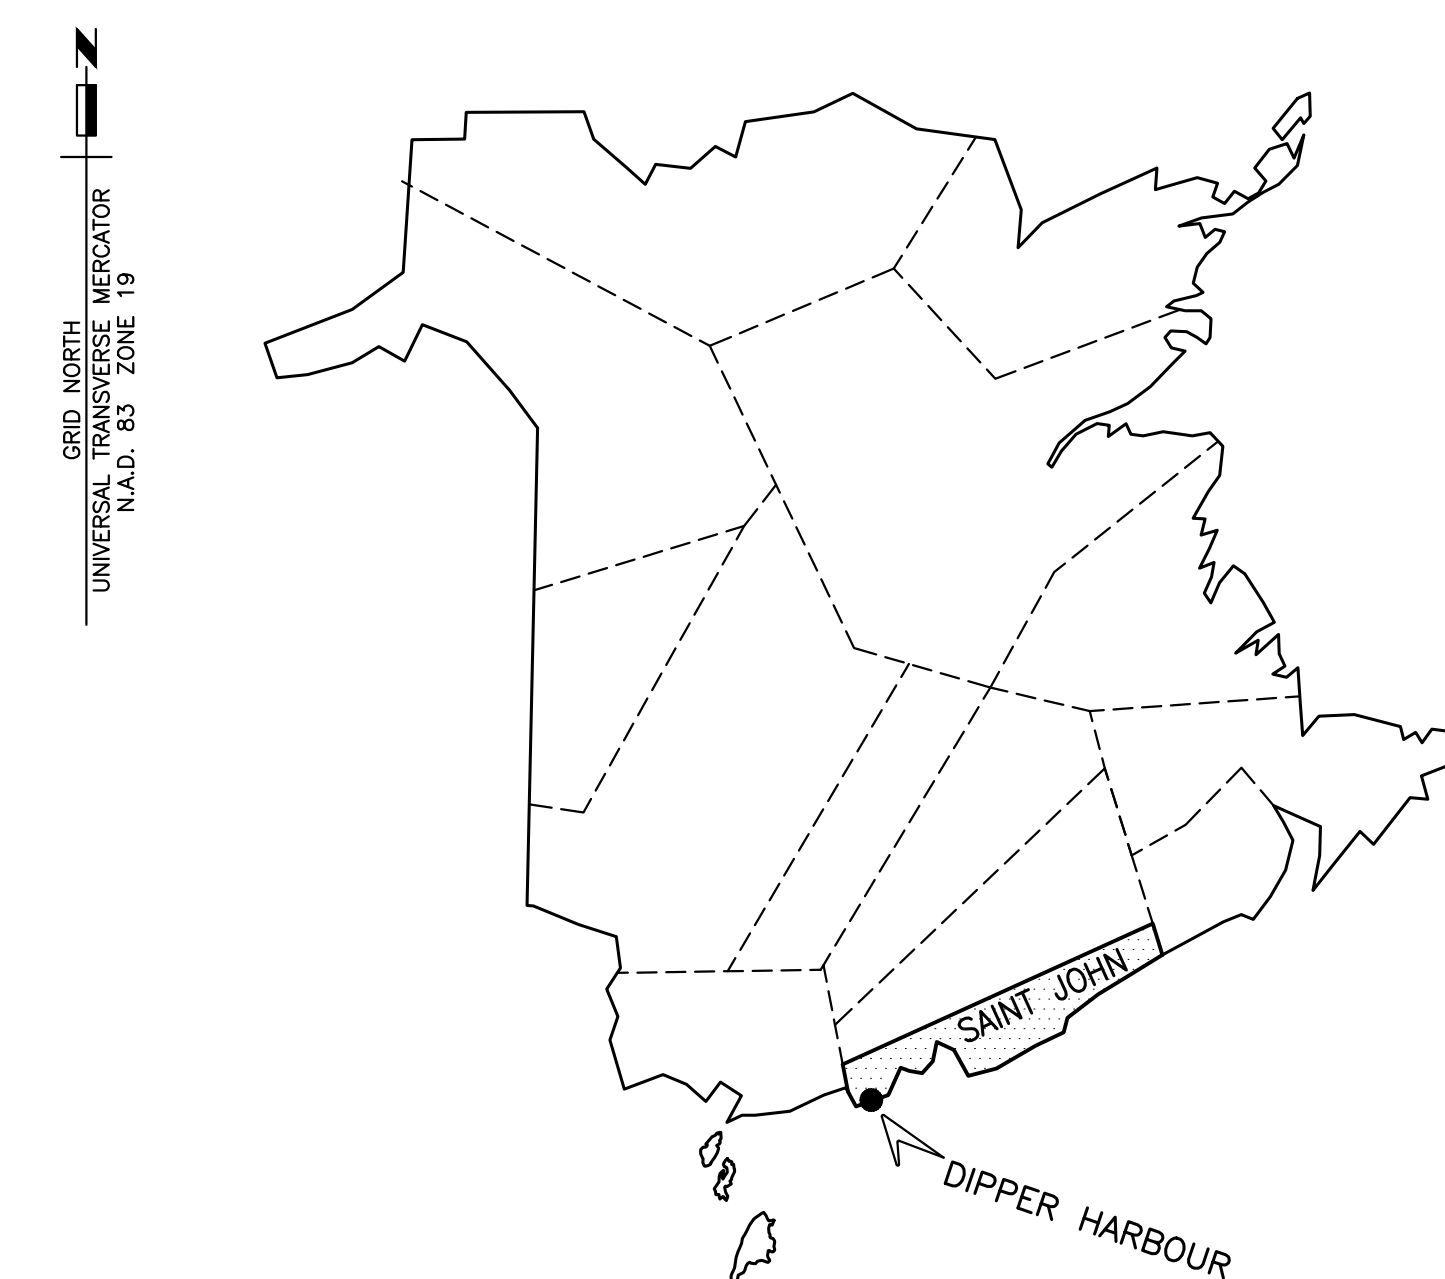 N
GRID NORTH
UNIVERSAL TRANSVERSE MERCATOR
N.A.D. 83 ZONE 19
SAINT JOHN
DIPPER HARBOUR